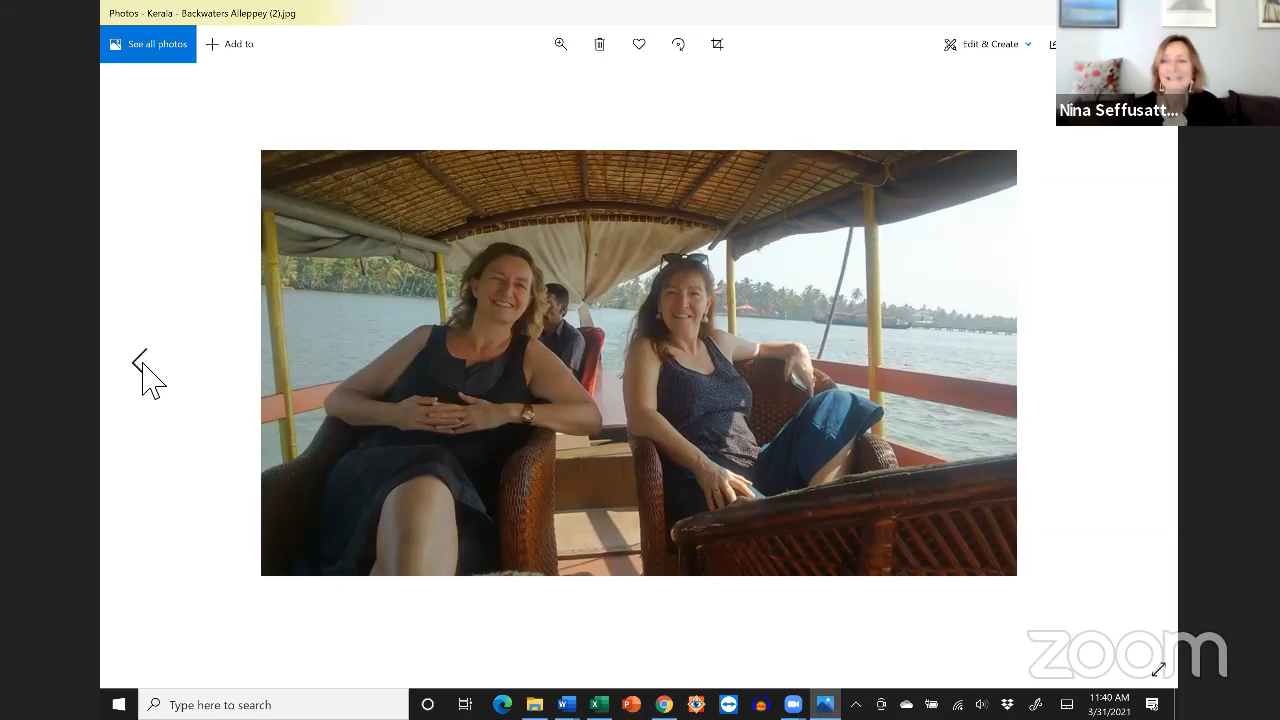 Photos - Kerala - Backwaters Alleppey (2).jpg
See all photos
Add to
Edit & Create
Nina Seffusatt...
zoom
Type here to search
11:40 AM
3/31/2021